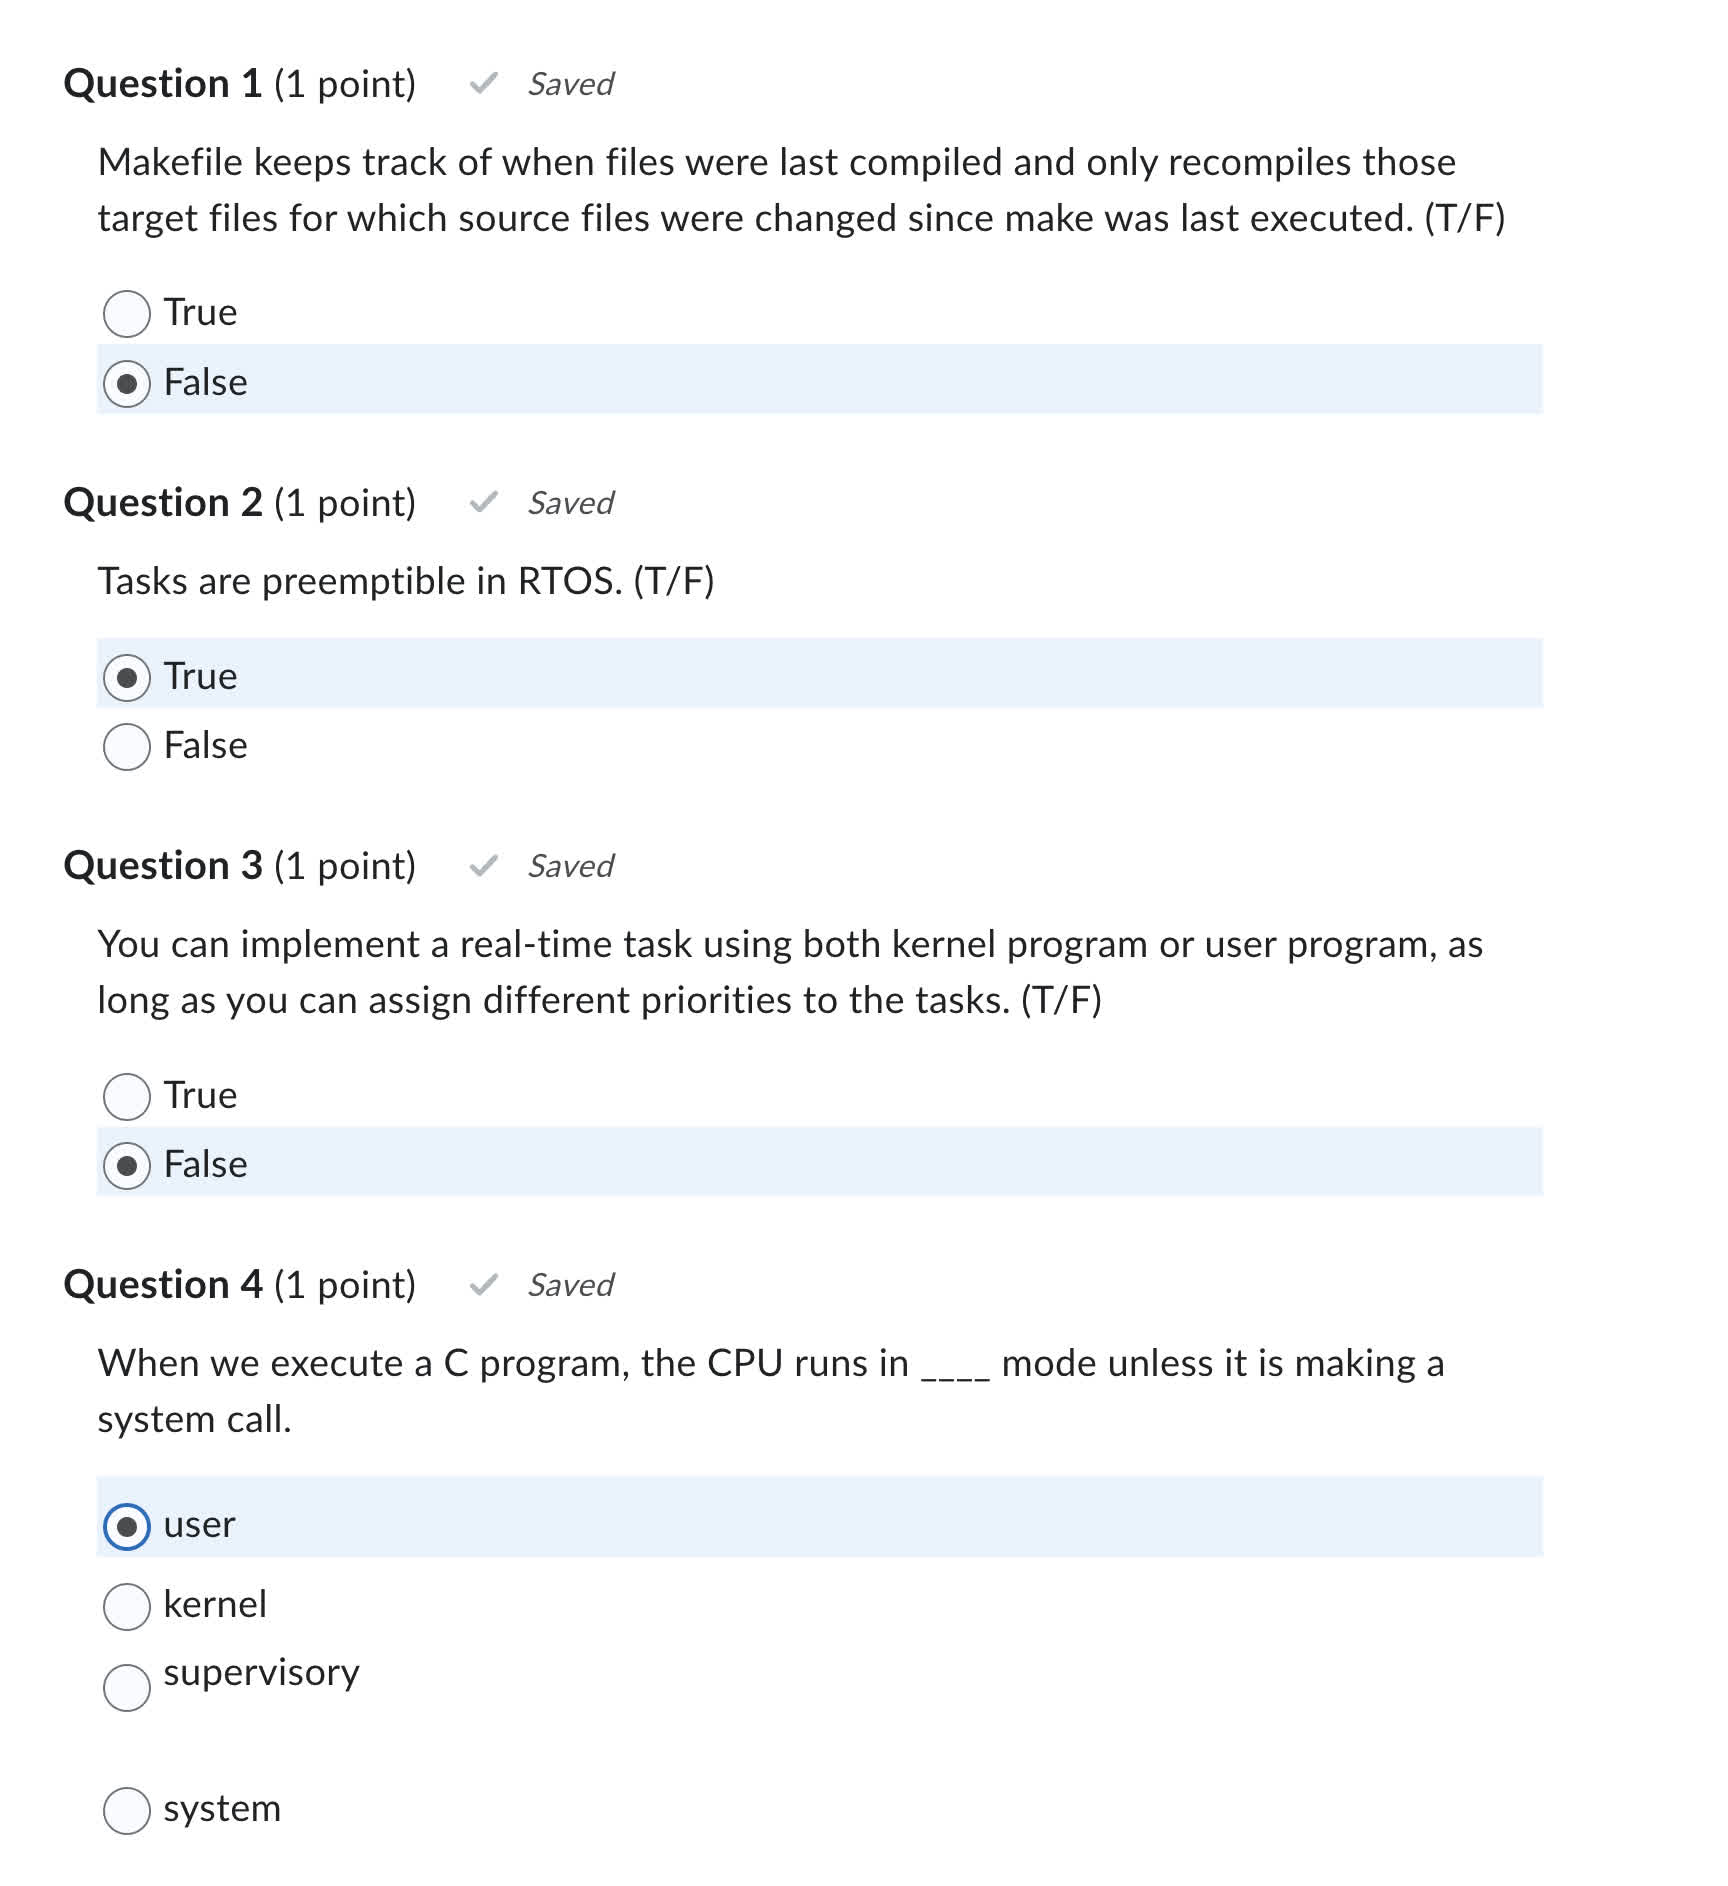 Question 1 (1 point) Saved
Makefile keeps track of when files were last compiled and only recompiles those
target files for which source files were changed since make was last executed. (T/F)
True
False
Question 2 (1 point) Saved
Tasks are preemptible in RTOS. (T/F)
True
False
Question 3 (1 point) Saved
You can implement a real-time task using both kernel program or user program, as
long as you can assign different priorities to the tasks. (T/F)
True
False
Question 4 (1 point) Saved
When we execute a C program, the CPU runs in ____ mode unless it is making a
system call.
user
kernel
supervisory
system